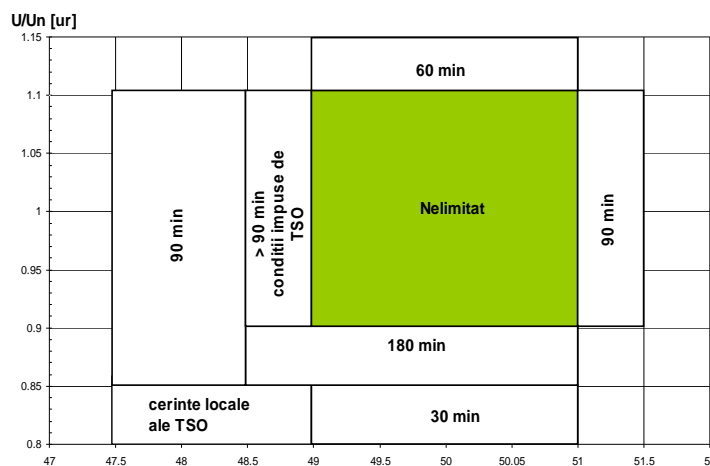 U/Un [ur]
1.15
60 min
1.1
1.05
90 min
> 90 min
conditii impuse de
TSO
Nelimitat
90 min
1
0.95
0.9
180 min
0.85
cerinte locale
ale TSO
30 min
0.8
47 47.5 48 48.5 49 49.5 50 50.05 51 51.5 5